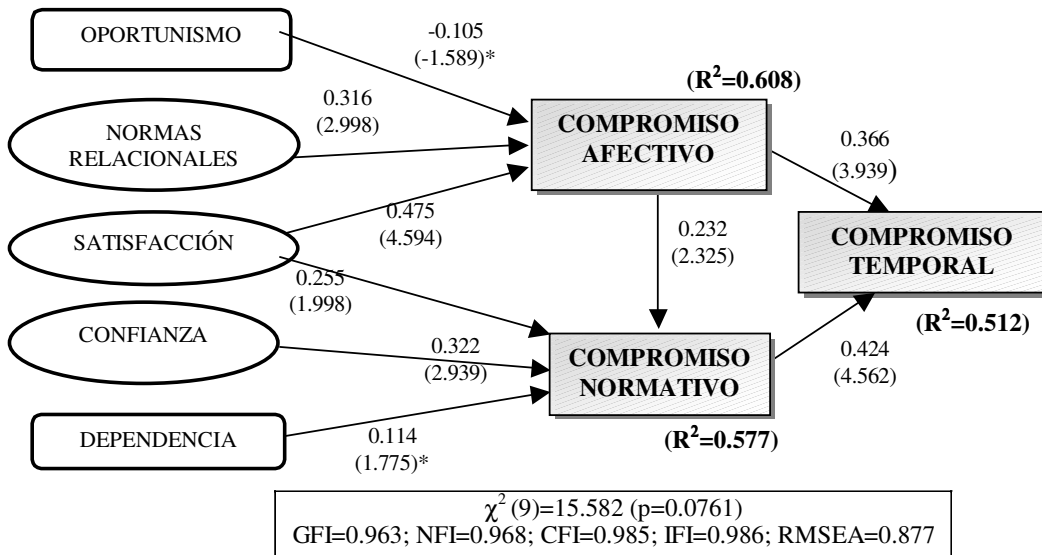 OPORTUNISMO
-0.105
(-1.589)*
NORMAS
RELACIONALES
0.316
(2.998)
(R²=0.608)
COMPROMISO
AFECTIVO
0.366
(3.939)
SATISFACCIÓN
0.475
(4.594)
0.255
(1.998)
0.232
(2.325)
COMPROMISO
TEMPORAL
(R²=0.512)
CONFIANZA
0.322
(2.939)
COMPROMISO
NORMATIVO
(R²=0.577)
0.424
(4.562)
DEPENDENCIA
0.114
(1.775)*
χ² (9)=15.582 (p=0.0761)
GFI=0.963; NFI=0.968; CFI=0.985; IFI=0.986; RMSEA=0.877